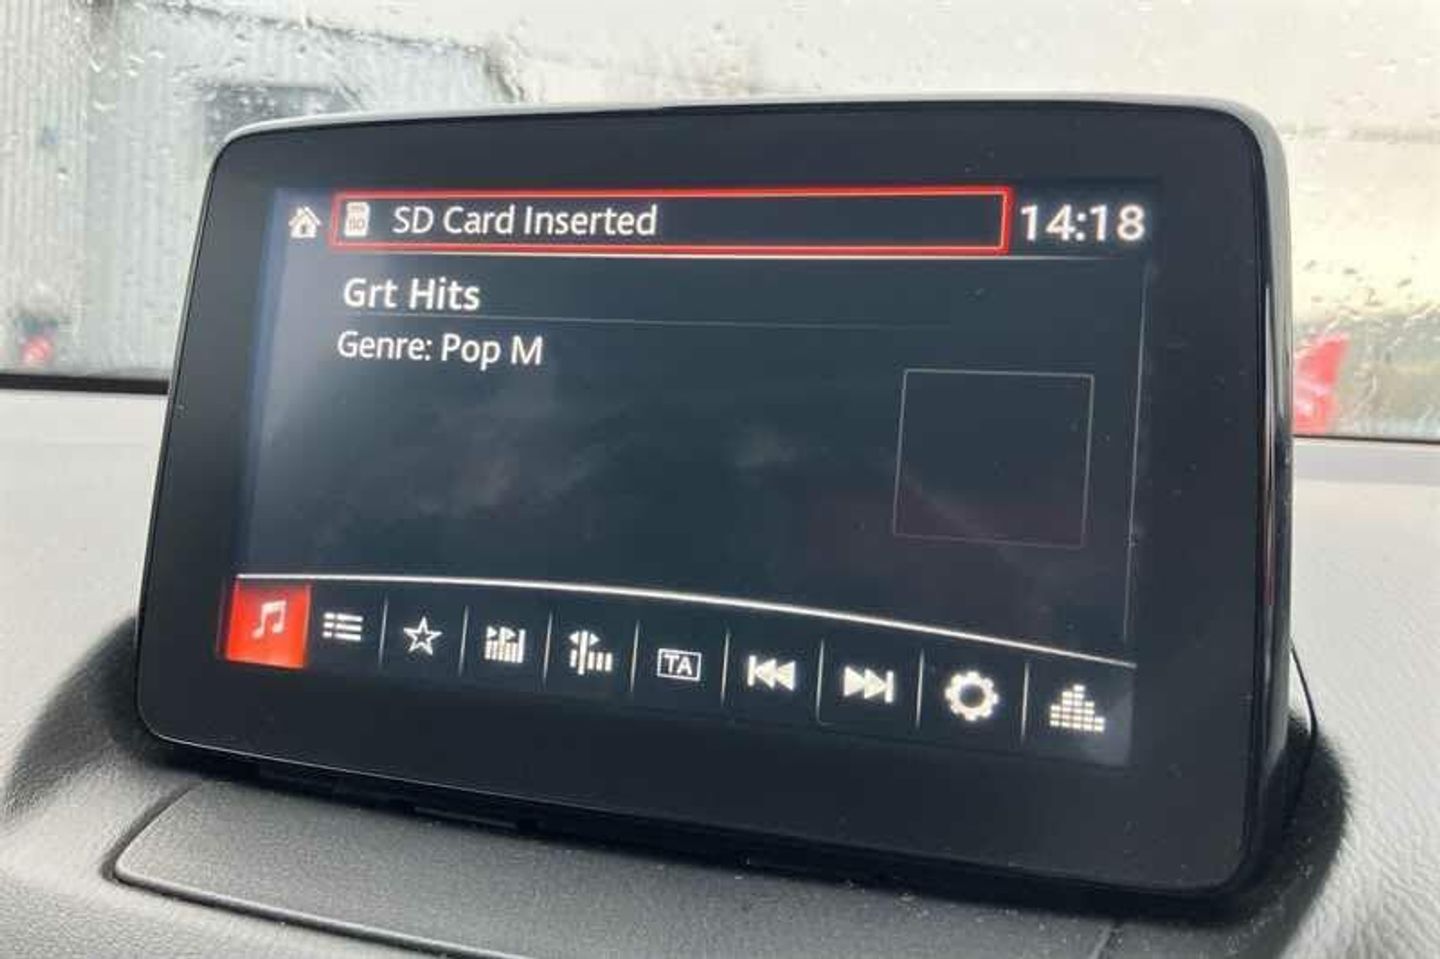 SD Card Inserted
14:18
Grt Hits
Genre: Pop M
TA